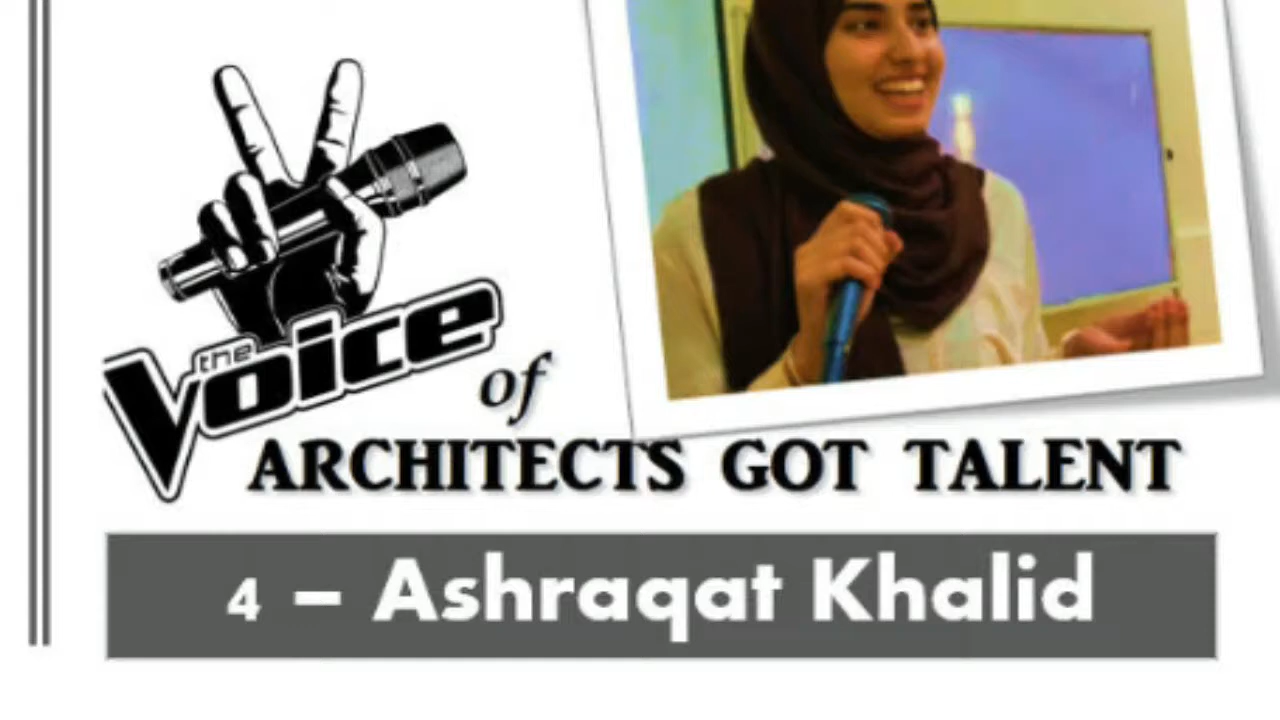 the
Voice
of
ARCHITECTS GOT TALENT
4 – Ashraqat Khalid